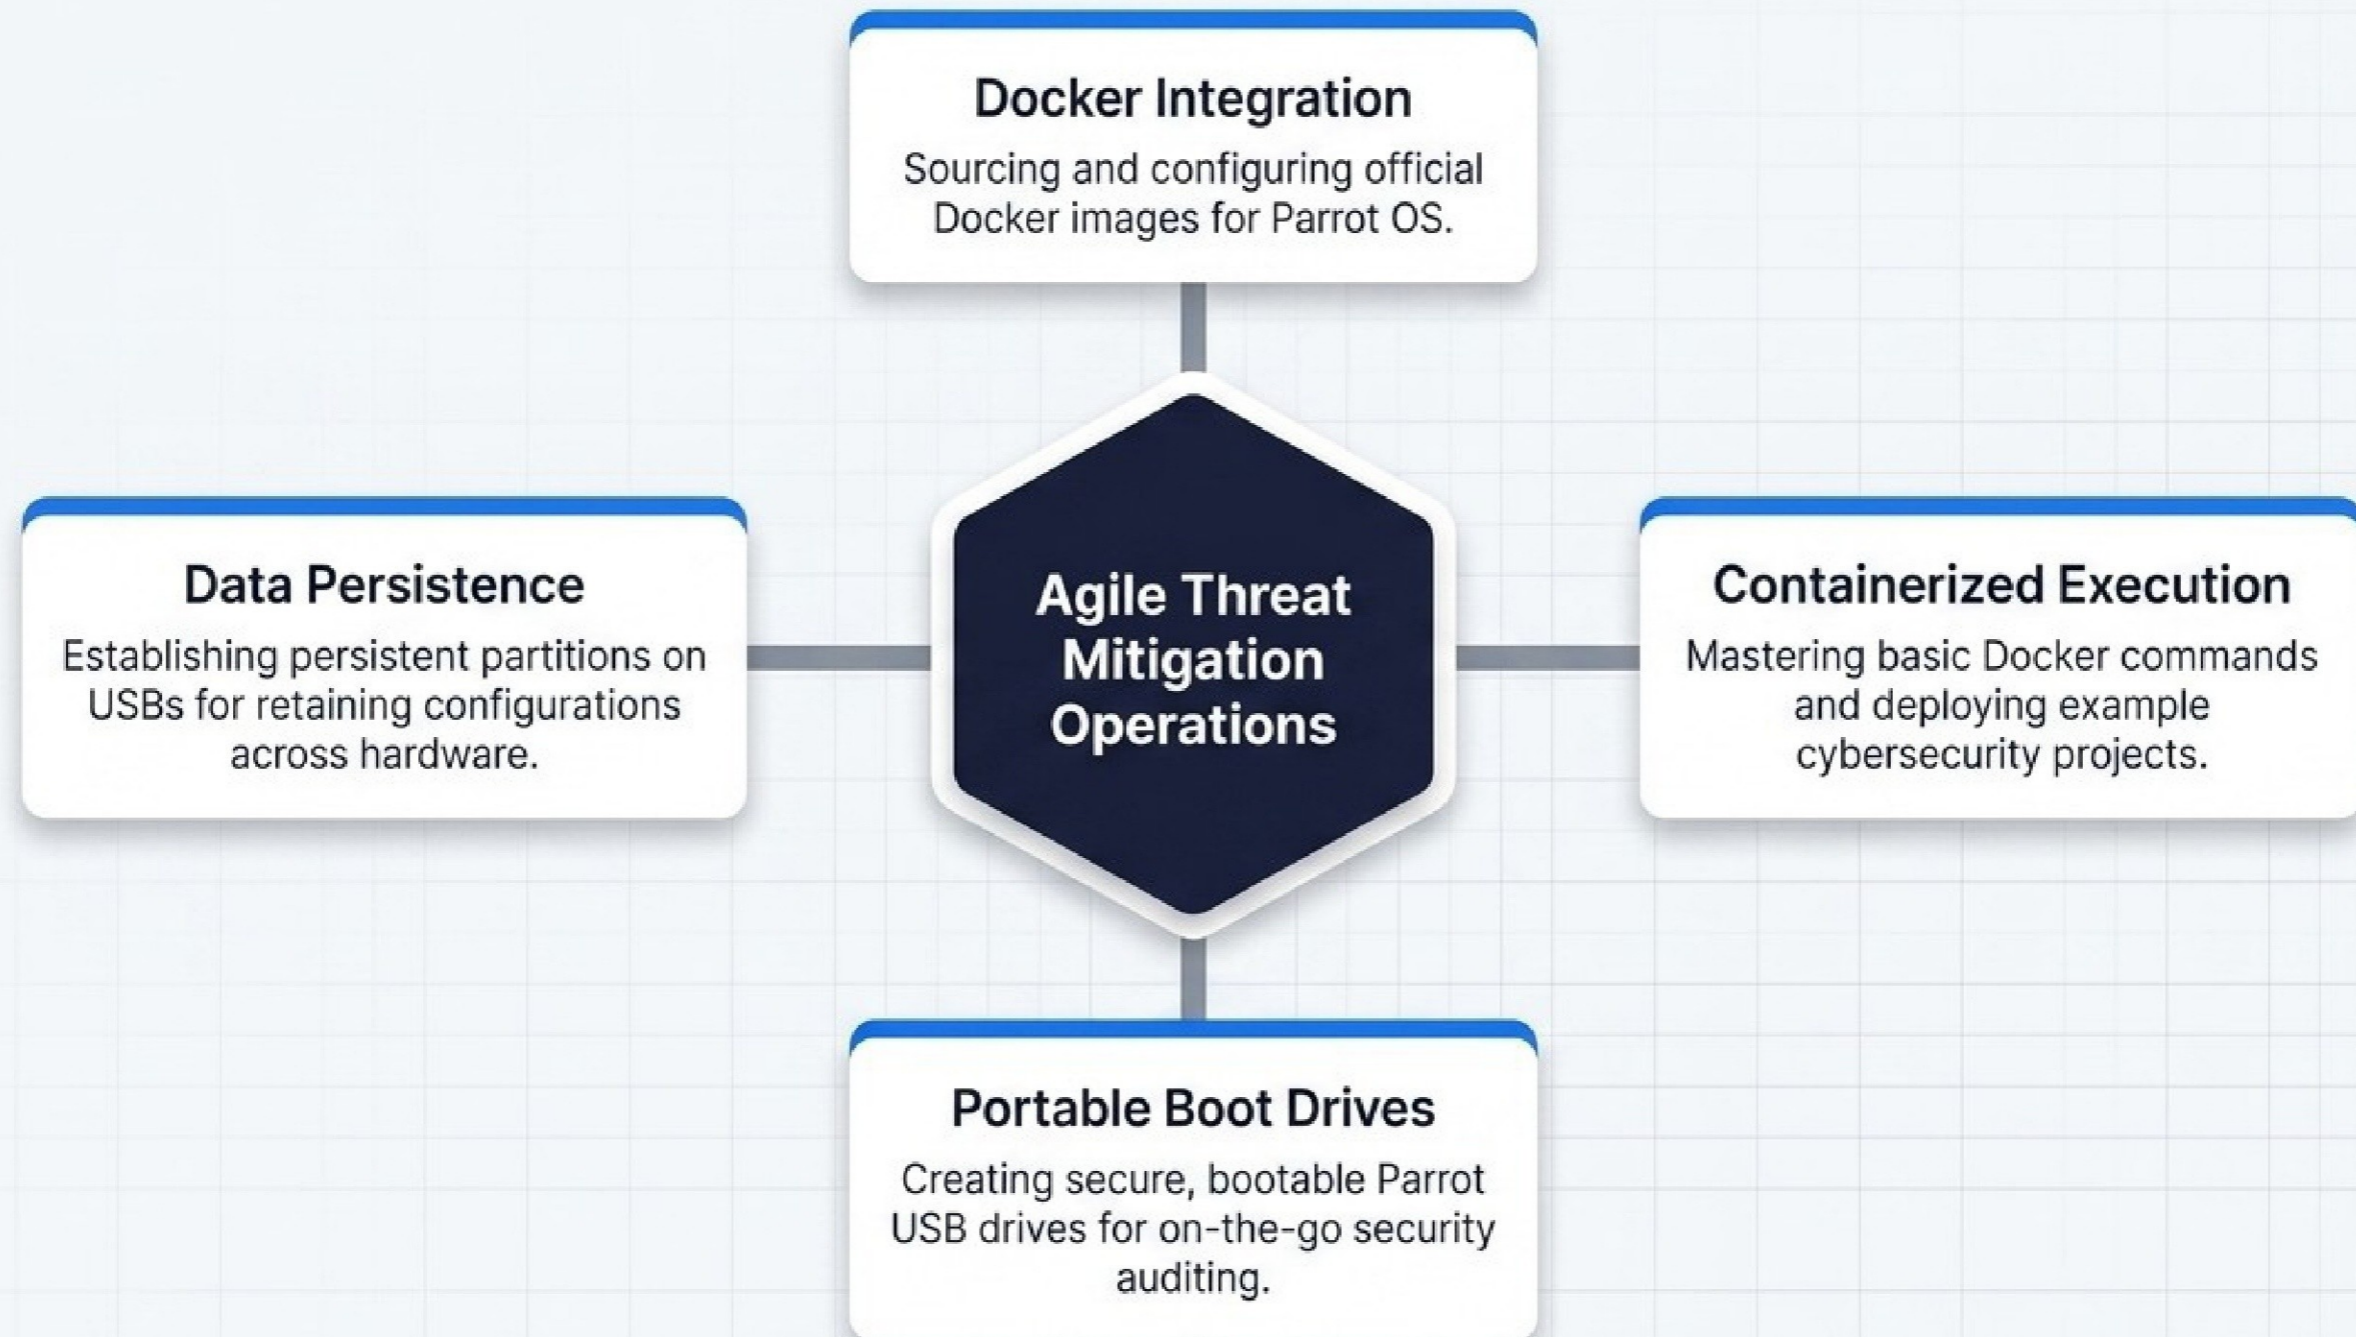 Docker Integration
Sourcing and configuring official
Docker images for Parrot OS.
Data Persistence
Establishing persistent partitions on
USBs for retaining configurations
across hardware.
Agile Threat
Mitigation
Operations
Containerized Execution
Mastering basic Docker commands
and deploying example
cybersecurity projects.
Portable Boot Drives
Creating secure, bootable Parrot
USB drives for on-the-go security
auditing.